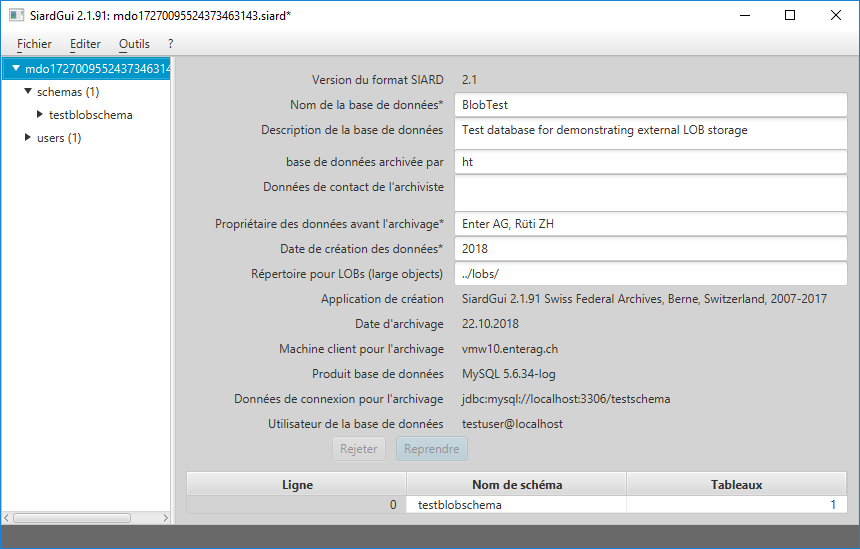 SiardGui 2.1.91: mdo17270095524373463143.siard*
Fichier Editer Outils ?
mdo1727009552437346314
schemas (1)
testblobschema
users (1)
Version du format SIARD 2.1
Nom de la base de données* BlobTest
Description de la base de données Test database for demonstrating external LOB storage
base de données archivée par ht
Données de contact de l'archiviste
Propriétaire des données avant l'archivage* Enter AG, Rüti ZH
Date de création des données* 2018
Répertoire pour LOBs (large objects) ../lobs/
Application de création SiardGui 2.1.91 Swiss Federal Archives, Berne, Switzerland, 2007-2017
Date d'archivage 22.10.2018
Machine client pour l'archivage vmw10.enterag.ch
Produit base de données MySQL 5.6.34-log
Données de connexion pour l'archivage jdbc:mysql://localhost:3306/testschema
Utilisateur de la base de données testuser@localhost
Rejeter Reprendre
Ligne Nom de schéma Tableaux
0 testblobschema 1